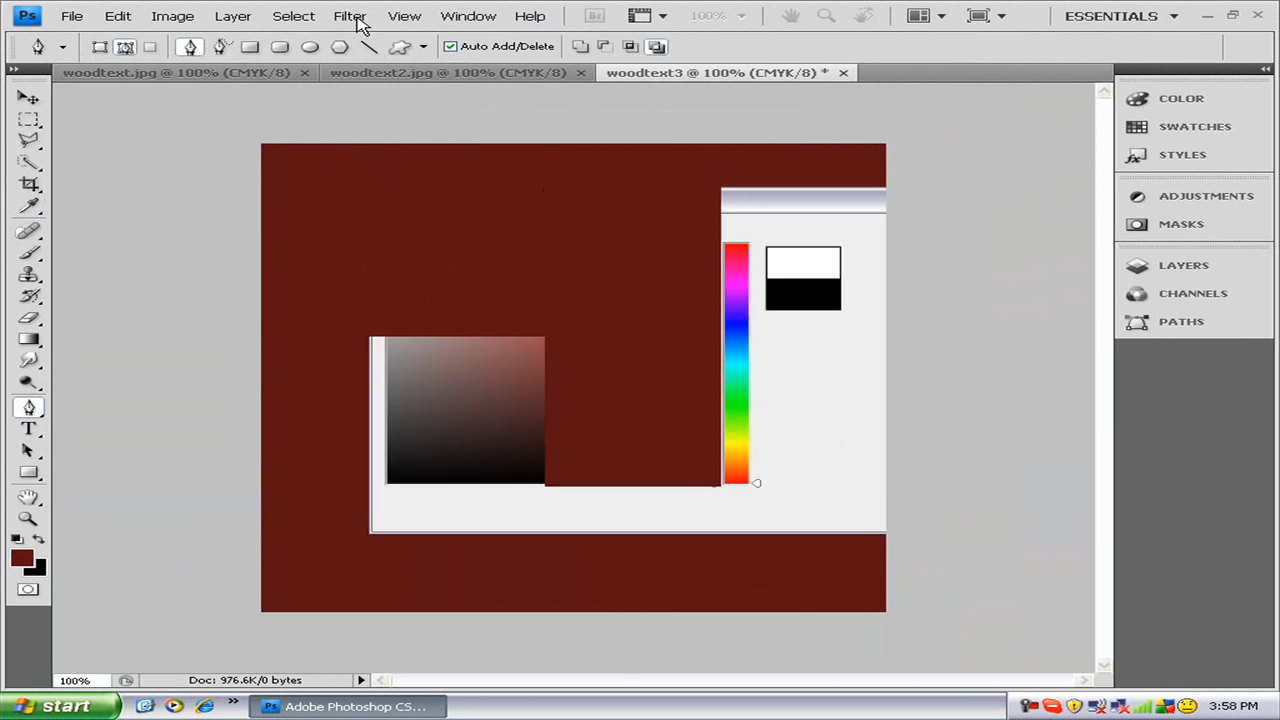 Ps File Edit Image Layer Select Filter View Window Help Br 100% ESSENTIALS
Auto Add/Delete
woodtext.jpg @ 100% (CMYK/8) woodtext2.jpg @ 100% (CMYK/8) woodtext3 @ 100% (CMYK/8) *
COLOR
SWATCHES
STYLES
ADJUSTMENTS
MASKS
LAYERS
CHANNELS
PATHS
T
100% Doc: 976.6K/0 bytes
start Ps Adobe Photoshop CS... 3:58 PM